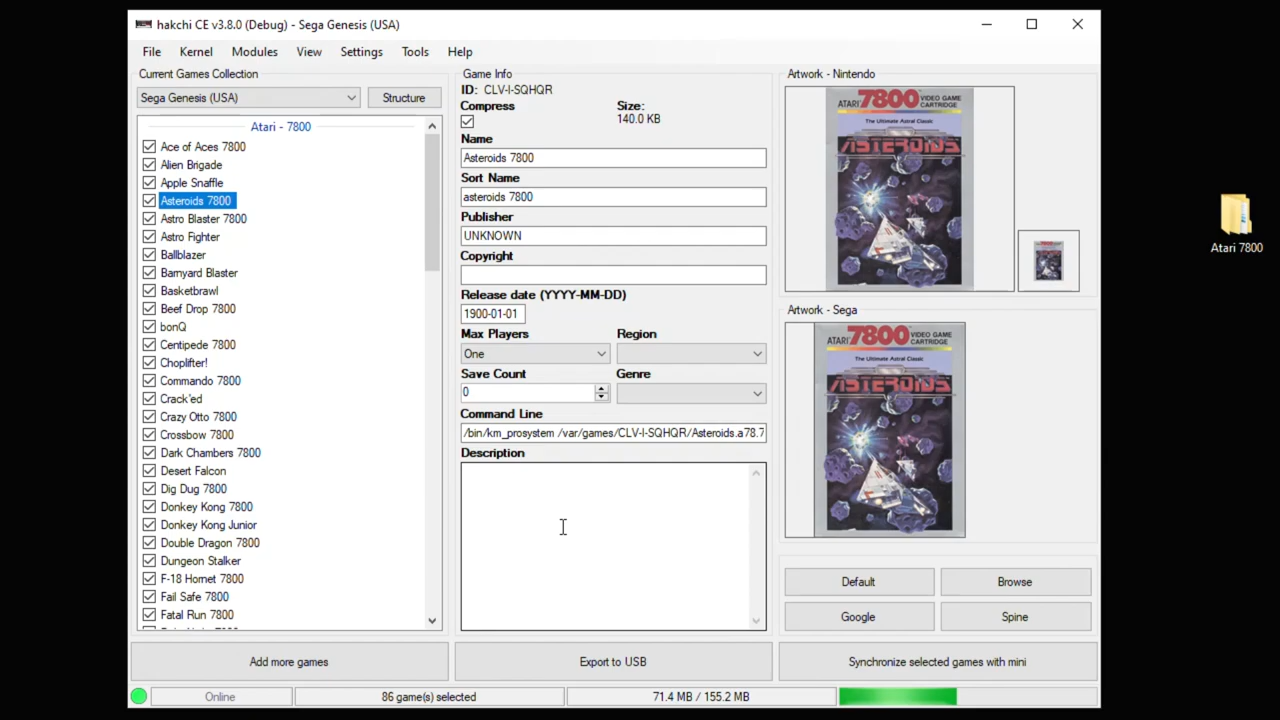 hakchi CE v3.8.0 (Debug) - Sega Genesis (USA)
File Kernel Modules View Settings Tools Help
Current Games Collection
Sega Genesis (USA)
Structure
Atari - 7800
Ace of Aces 7800
Alien Brigade
Apple Snaffle
Asteroids 7800
Astro Blaster 7800
Astro Fighter
Ballblazer
Barnyard Blaster
Basketbrawl
Beef Drop 7800
bonQ
Centipede 7800
Choplifter!
Commando 7800
Crack'ed
Crazy Otto 7800
Crossbow 7800
Dark Chambers 7800
Desert Falcon
Dig Dug 7800
Donkey Kong 7800
Donkey Kong Junior
Double Dragon 7800
Dungeon Stalker
F-18 Hornet 7800
Fail Safe 7800
Fatal Run 7800
Game Info
ID: CLV-I-SQHQR
Compress
Size:
140.0 KB
Name
Asteroids 7800
Sort Name
asteroids 7800
Publisher
UNKNOWN
Copyright
Release date (YYYY-MM-DD)
1900-01-01
Max Players
Region
One
Save Count
Genre
0
Command Line
/bin/km_prosystem /var/games/CLV-I-SQHQR/Asteroids.a78.7
Description
Artwork - Nintendo
ATARI 7800 VIDEO GAME CARTRIDGE
The Ultimate Astral Classic
ASTEROIDS
Artwork - Sega
ATARI 7800 VIDEO GAME CARTRIDGE
The Ultimate Astral Classic
ASTEROIDS
Default
Browse
Google
Spine
Add more games
Export to USB
Synchronize selected games with mini
Online
86 game(s) selected
71.4 MB / 155.2 MB
Atari 7800